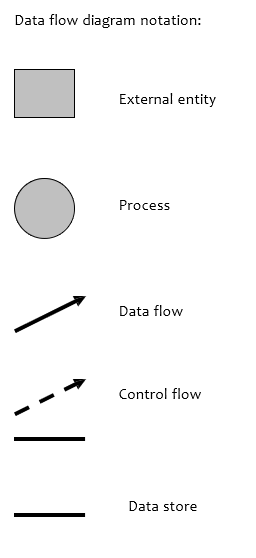 Data flow diagram notation:
External entity
Process
Data flow
Control flow
Data store